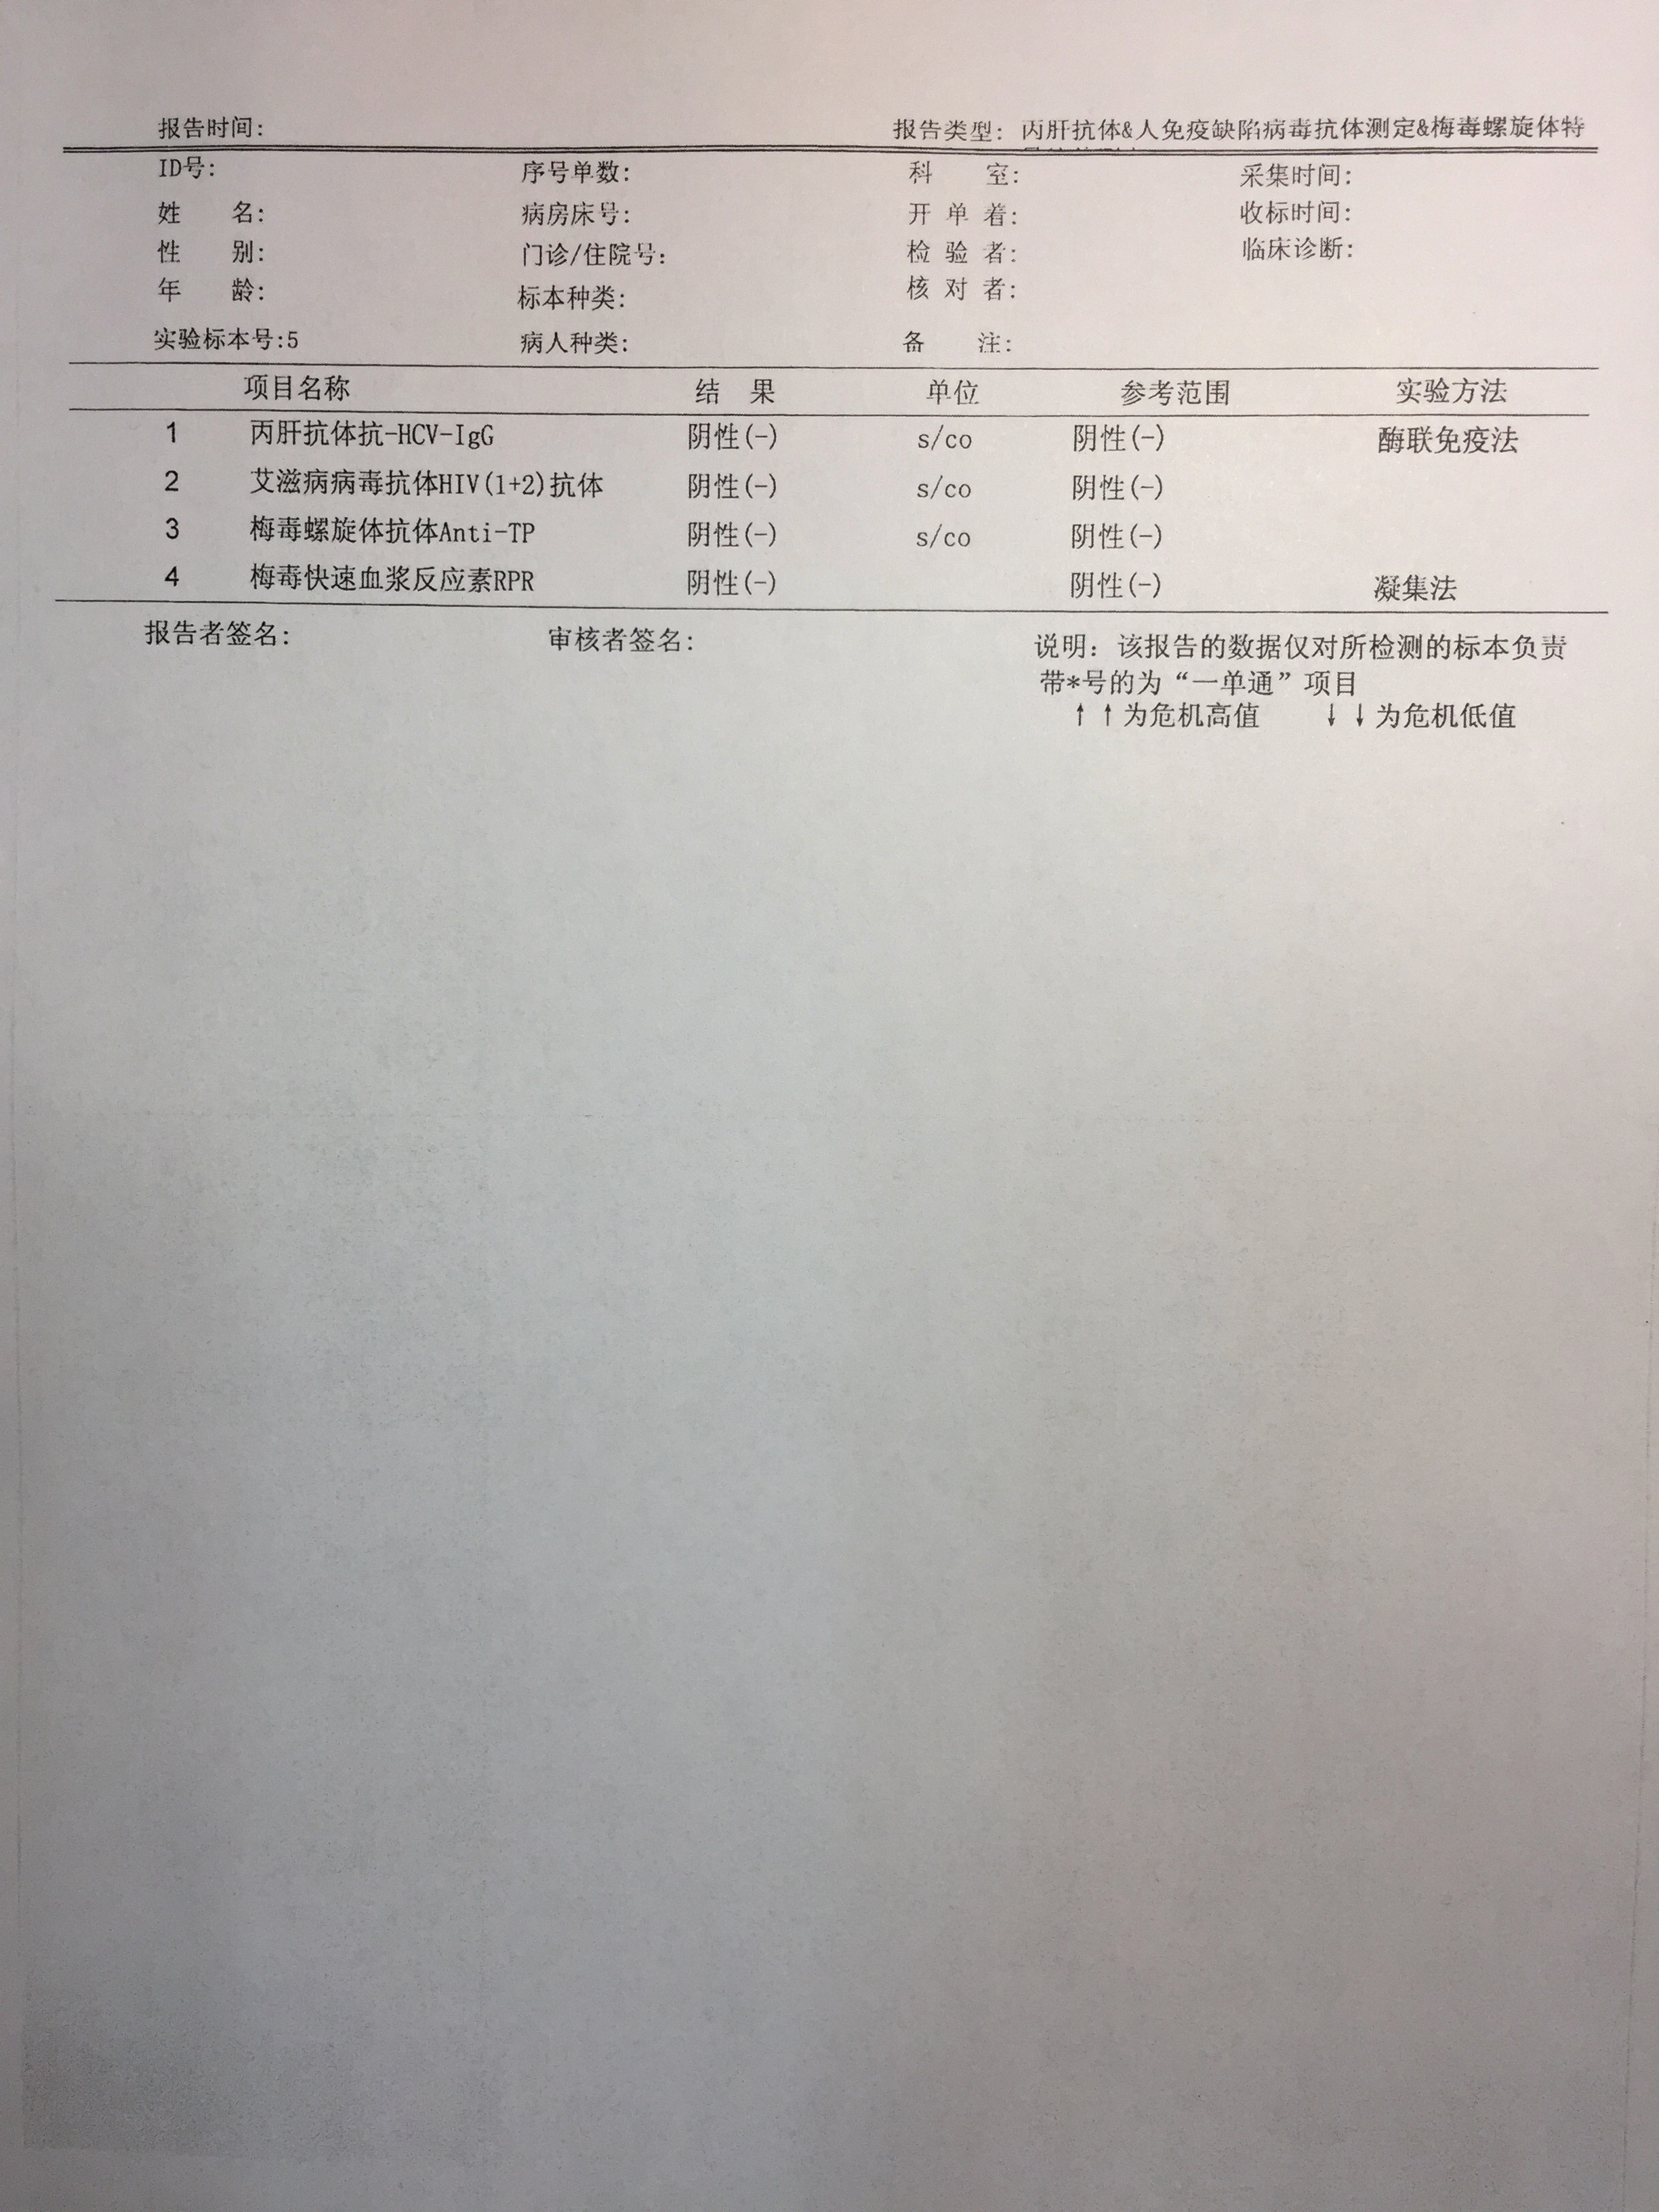 报告时间: 报告类型: 丙肝抗体&人免疫缺陷病毒抗体测定&梅毒螺旋体特
ID号: 序号单数: 科 室: 采集时间:
姓 名: 病房床号: 开 单 着: 收标时间:
性 别: 门诊/住院号: 检 验 者: 临床诊断:
年 龄: 标本种类: 核 对 者:
实验标本号:5 病人种类: 备 注:
项目名称 结 果 单位 参考范围 实验方法
1 丙肝抗体抗-HCV-IgG 阴性(-) s/co 阴性(-) 酶联免疫法
2 艾滋病病毒抗体HIV(1+2)抗体 阴性(-) s/co 阴性(-)
3 梅毒螺旋体抗体Anti-TP 阴性(-) s/co 阴性(-)
4 梅毒快速血浆反应素RPR 阴性(-) 阴性(-) 凝集法
报告者签名: 审核者签名: 说明: 该报告的数据仅对所检测的标本负责
带*号的为“一单通”项目
↑↑为危机高值 ↓↓为危机低值